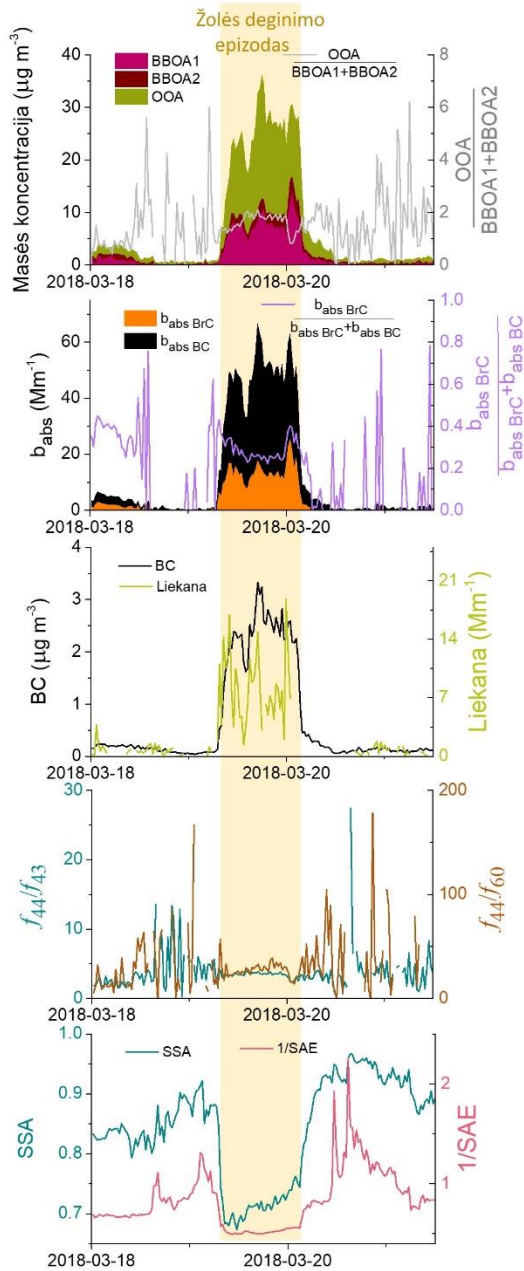 Žolės deginimo
epizodas
BBOA1
BBOA2
OOA
OOA
BBOA1+BBOA2
Masės koncentracija (µg m-3)
40
30
20
10
0
8
6
4
2
0
OOA
BBOA1+BBOA2
2018-03-18
2018-03-20
babs BrC
babs BC
babs BrC
babs BrC+babs BC
babs (Mm-1)
60
40
20
0
1.0
0.8
0.6
0.4
0.2
0.0
babs BrC
babs BrC+babs BC
2018-03-18
2018-03-20
BC
Liekana
BC (µg m-3)
4
3
2
1
0
21
14
7
0
Liekana (Mm-1)
2018-03-18
2018-03-20
f44/f43
30
20
10
0
200
100
0
f44/f60
2018-03-18
2018-03-20
SSA
1/SAE
SSA
1.0
0.9
0.8
0.7
2
1
1/SAE
2018-03-18
2018-03-20